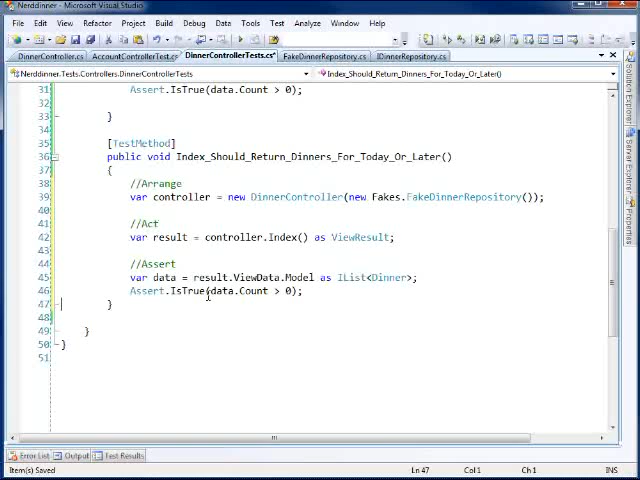 Nerddinner - Microsoft Visual Studio
File Edit View Refactor Project Build Debug Data Tools Test Analyze Window Help
DinnerController.cs AccountControllerTest.cs DinnerControllerTests.cs* FakeDinnerRepository.cs IDinnerRepository.cs
Nerddinner.Tests.Controllers.DinnerControllerTests Index_Should_Return_Dinners_For_Today_Or_Later()
31 Assert.IsTrue(data.Count > 0);
32
33 }
34
35 [TestMethod]
36 public void Index_Should_Return_Dinners_For_Today_Or_Later()
37 {
38 //Arrange
39 var controller = new DinnerController(new Fakes.FakeDinnerRepository());
40
41 //Act
42 var result = controller.Index() as ViewResult;
43
44 //Assert
45 var data = result.ViewData.Model as IList<Dinner>;
46 Assert.IsTrue(data.Count > 0);
47 }
48
49 }
50 }
51
Solution Explorer
Server Explorer
Properties
Error List Output Test Results
Item(s) Saved Ln 47 Col 1 Ch 1 INS